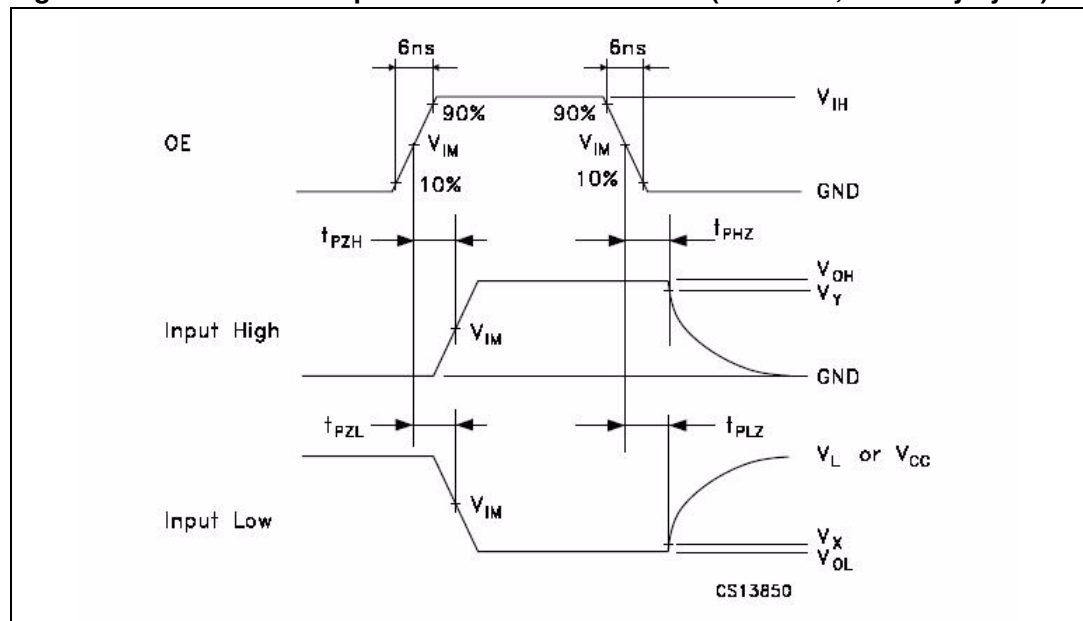 6ns 6ns
90% 90% V_IH
OE V_IM V_IM
10% 10% GND
t_PZH t_PHZ
V_OH
V_Y
Input High V_IM
GND
t_PZL t_PLZ
V_L or V_CC
Input Low V_IM
V_X
V_OL
CS13850